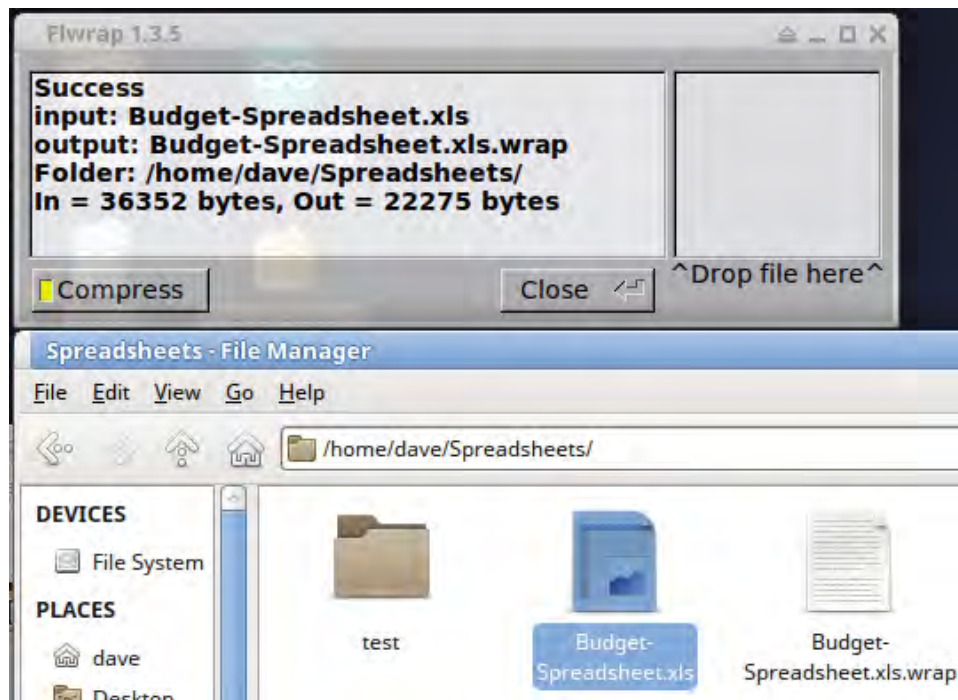 Flwrap 1.3.5
Success
input: Budget-Spreadsheet.xls
output: Budget-Spreadsheet.xls.wrap
Folder: /home/dave/Spreadsheets/
In = 36352 bytes, Out = 22275 bytes
Compress
Close
^Drop file here^
Spreadsheets - File Manager
File Edit View Go Help
/home/dave/Spreadsheets/
DEVICES
File System
PLACES
dave
Desktop
test
Budget-
Spreadsheet.xls
Budget-
Spreadsheet.xls.wrap